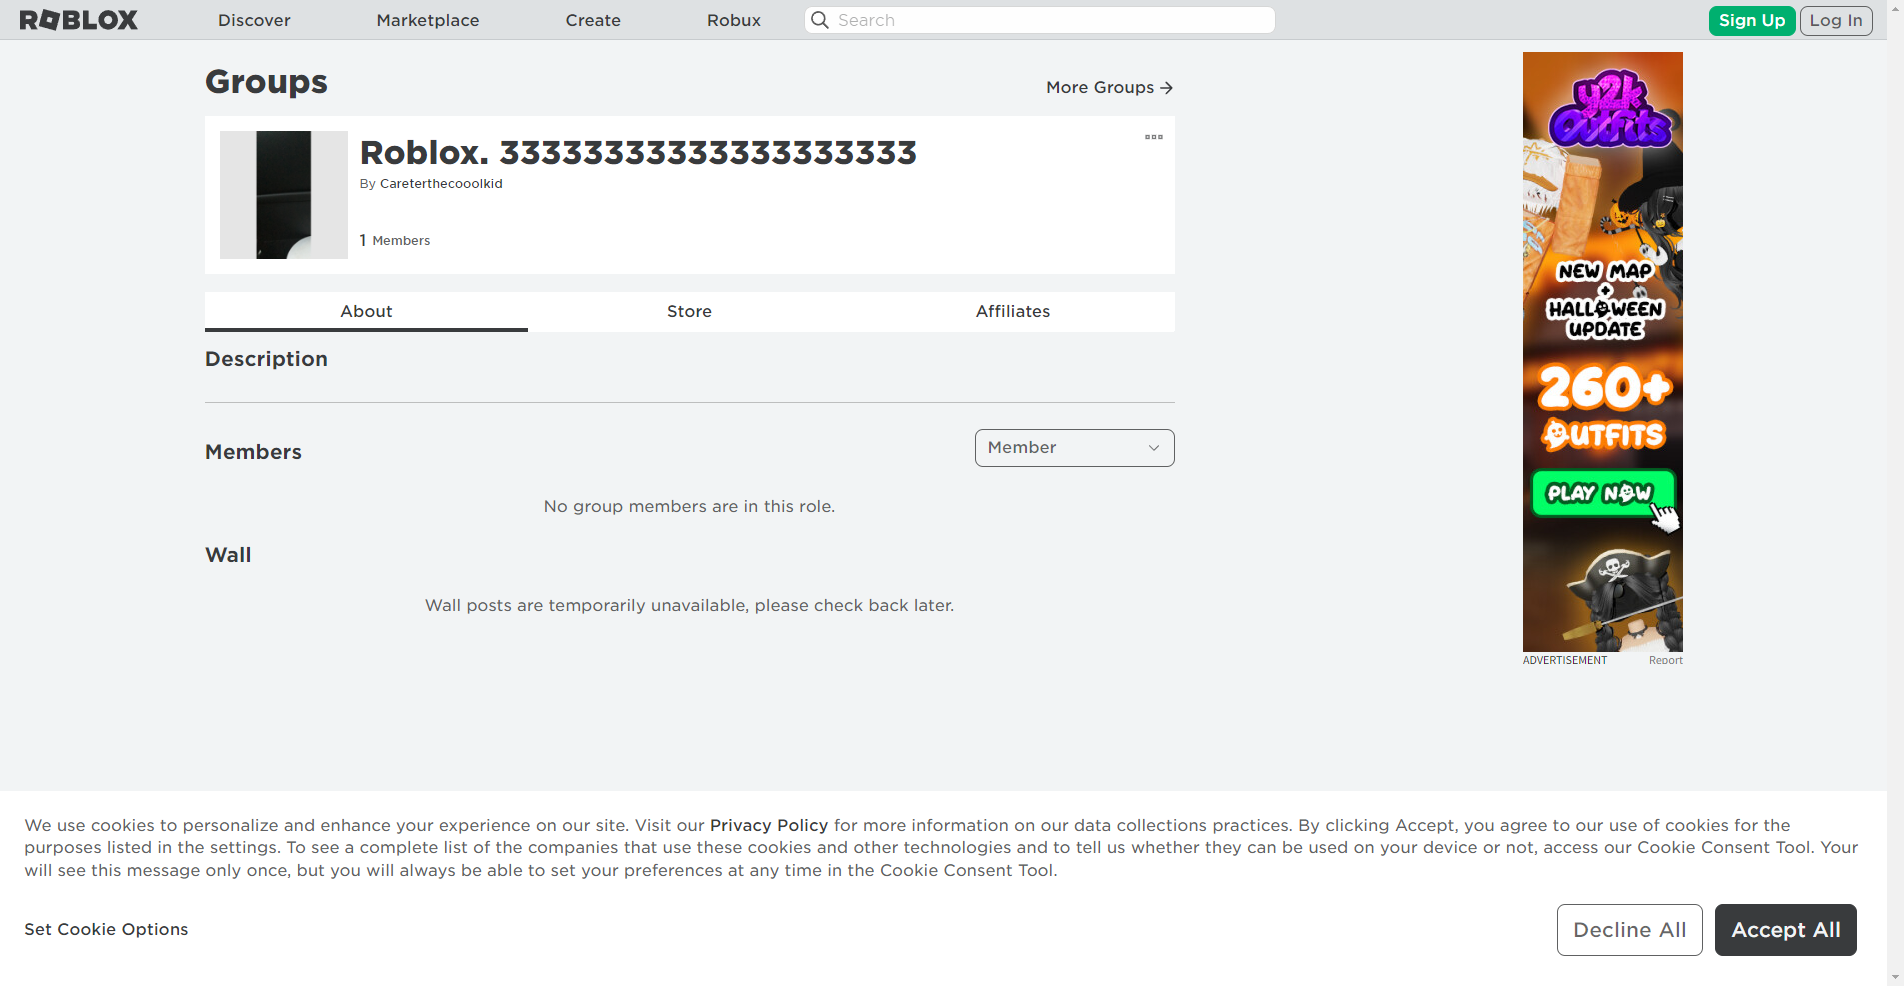 ROBLOX Discover Marketplace Create Robux Search Sign Up Log In
Groups
More Groups
Roblox. 33333333333333333333
By Careterthecooolkid
1 Members
About Store Affiliates
Description
Members
Member
No group members are in this role.
Wall
Wall posts are temporarily unavailable, please check back later.
y2k
Outfits
NEW MAP
+
HALLOWEEN
UPDATE
260+
OUTFITS
PLAY NOW
ADVERTISEMENT Report
We use cookies to personalize and enhance your experience on our site. Visit our Privacy Policy for more information on our data collections practices. By clicking Accept, you agree to our use of cookies for the
purposes listed in the settings. To see a complete list of the companies that use these cookies and other technologies and to tell us whether they can be used on your device or not, access our Cookie Consent Tool. Your
will see this message only once, but you will always be able to set your preferences at any time in the Cookie Consent Tool.
Set Cookie Options
Decline All
Accept All